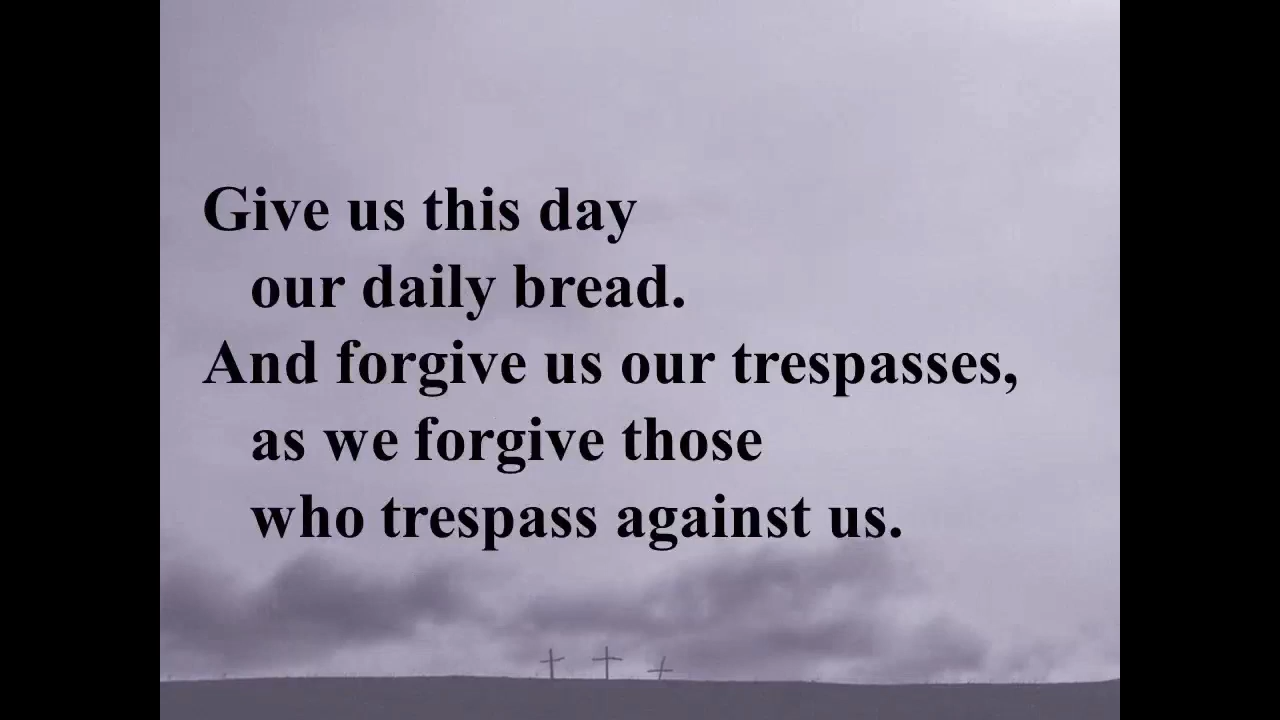 Give us this day
our daily bread.
And forgive us our trespasses,
as we forgive those
who trespass against us.